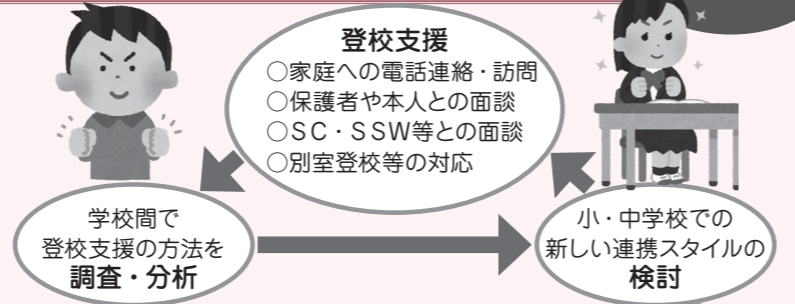 登校支援
○家庭への電話連絡・訪問
○保護者や本人との面談
○SC・SSW等との面談
○別室登校等の対応
学校間で
登校支援の方法を
調査・分析
小・中学校での
新しい連携スタイルの
検討